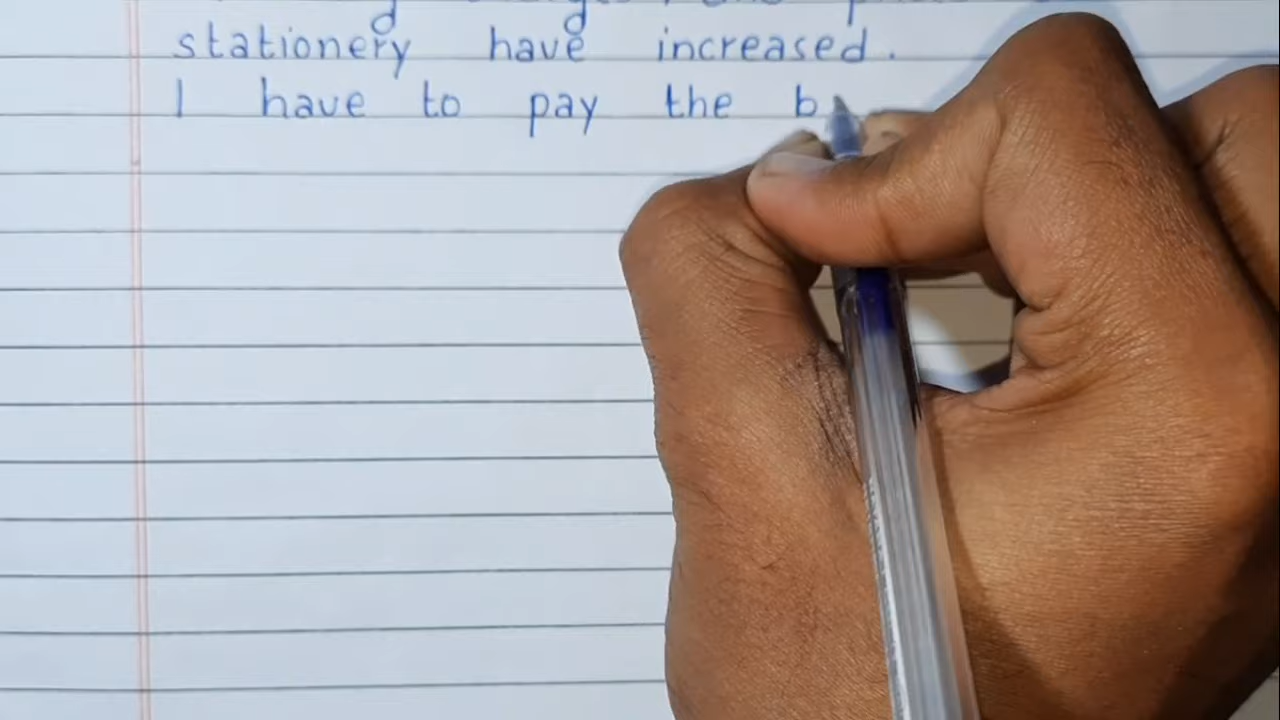 stationery have increased.
I have to pay the b